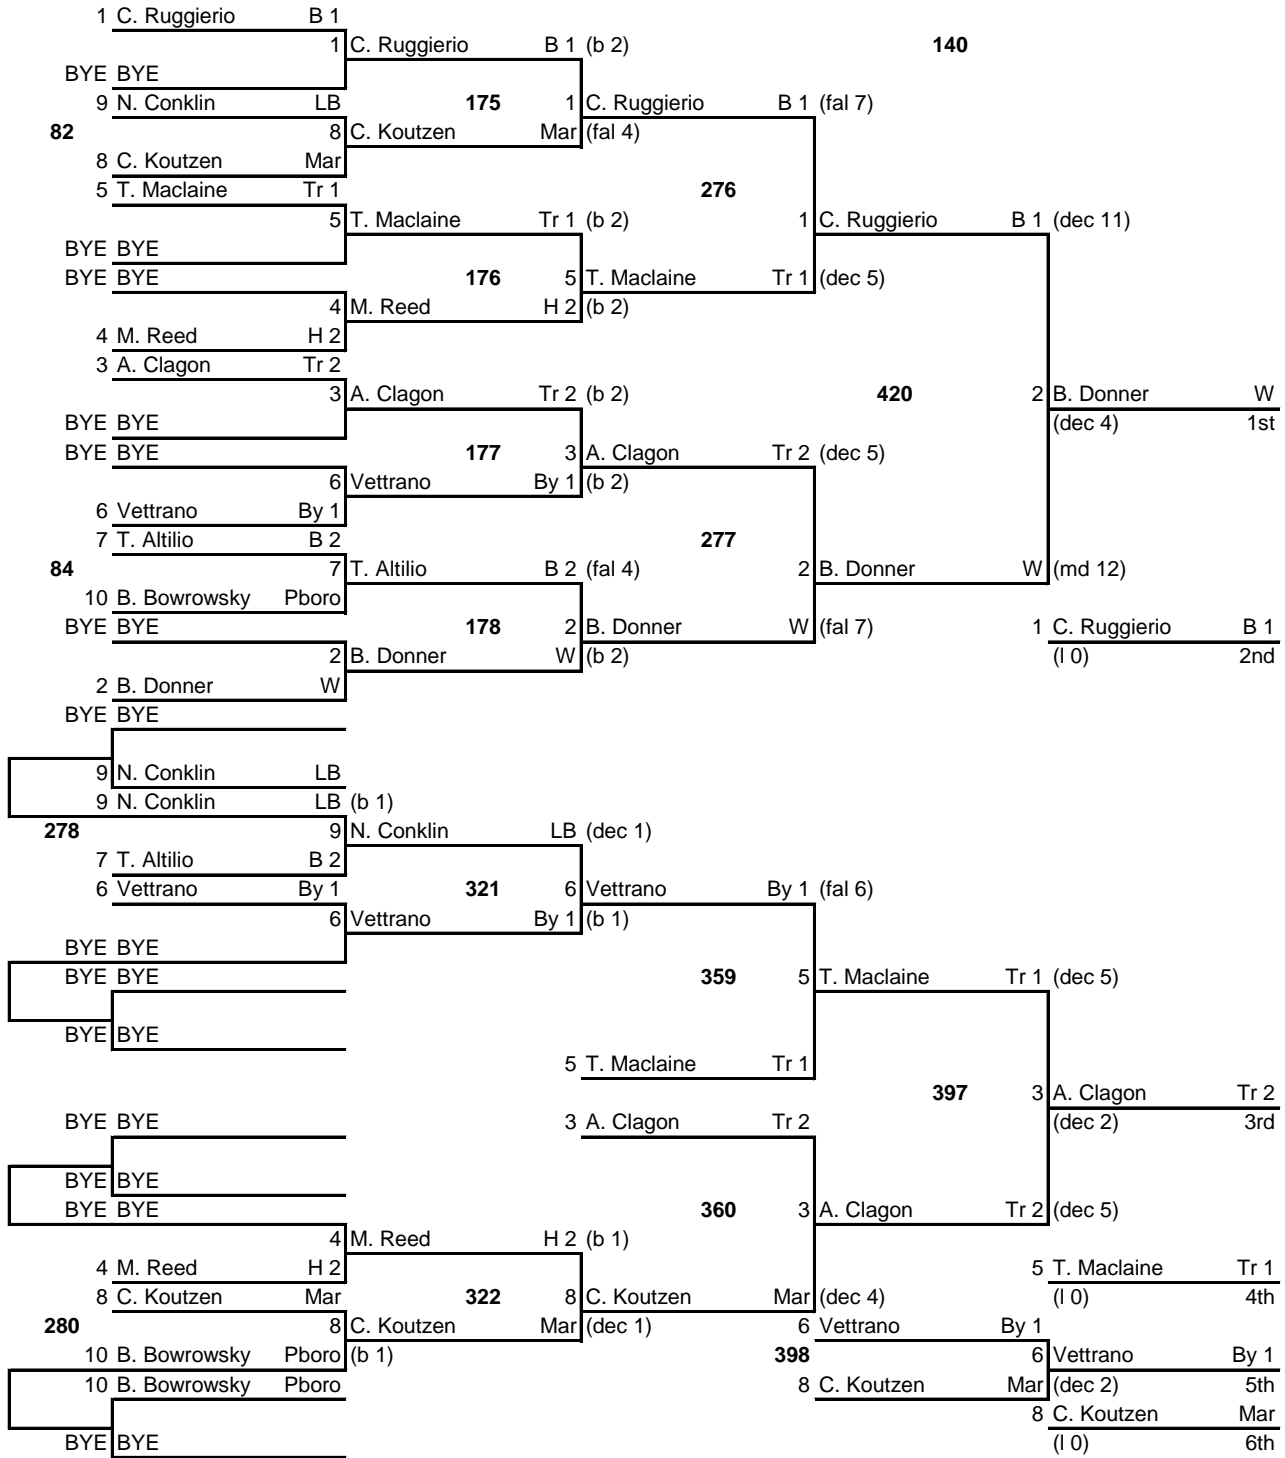 1 C. Ruggierio B 1
1 C. Ruggierio B 1 (b 2) 140
BYE BYE
9 N. Conklin LB 175 1 C. Ruggierio B 1 (fal 7)
82 8 C. Koutzen Mar (fal 4)
8 C. Koutzen Mar
5 T. Maclaine Tr 1 276
5 T. Maclaine Tr 1 (b 2) 1 C. Ruggierio B 1 (dec 11)
BYE BYE
BYE BYE 176 5 T. Maclaine Tr 1 (dec 5)
4 M. Reed H 2 (b 2)
4 M. Reed H 2
3 A. Clagon Tr 2
3 A. Clagon Tr 2 (b 2) 420 2 B. Donner W
BYE BYE (dec 4) 1st
BYE BYE 177 3 A. Clagon Tr 2 (dec 5)
6 Vettrano By 1 (b 2)
6 Vettrano By 1
7 T. Altilio B 2 277
84 7 T. Altilio B 2 (fal 4) 2 B. Donner W (md 12)
10 B. Bowrowsky Pboro
BYE BYE 178 2 B. Donner W (fal 7) 1 C. Ruggierio B 1
2 B. Donner W (b 2) (l 0) 2nd
2 B. Donner W
BYE BYE
9 N. Conklin LB
9 N. Conklin LB (b 1)
278 9 N. Conklin LB (dec 1)
7 T. Altilio B 2
6 Vettrano By 1 321 6 Vettrano By 1 (fal 6)
6 Vettrano By 1 (b 1)
BYE BYE
BYE BYE 359 5 T. Maclaine Tr 1 (dec 5)
BYE BYE
5 T. Maclaine Tr 1
397 3 A. Clagon Tr 2
BYE BYE 3 A. Clagon Tr 2 (dec 2) 3rd
BYE BYE
BYE BYE 360 3 A. Clagon Tr 2 (dec 5)
4 M. Reed H 2 (b 1)
4 M. Reed H 2 5 T. Maclaine Tr 1
8 C. Koutzen Mar 322 8 C. Koutzen Mar (dec 4) (l 0) 4th
280 8 C. Koutzen Mar (dec 1) 6 Vettrano By 1
10 B. Bowrowsky Pboro (b 1) 398 6 Vettrano By 1
10 B. Bowrowsky Pboro 8 C. Koutzen Mar (dec 2) 5th
8 C. Koutzen Mar
BYE BYE (l 0) 6th